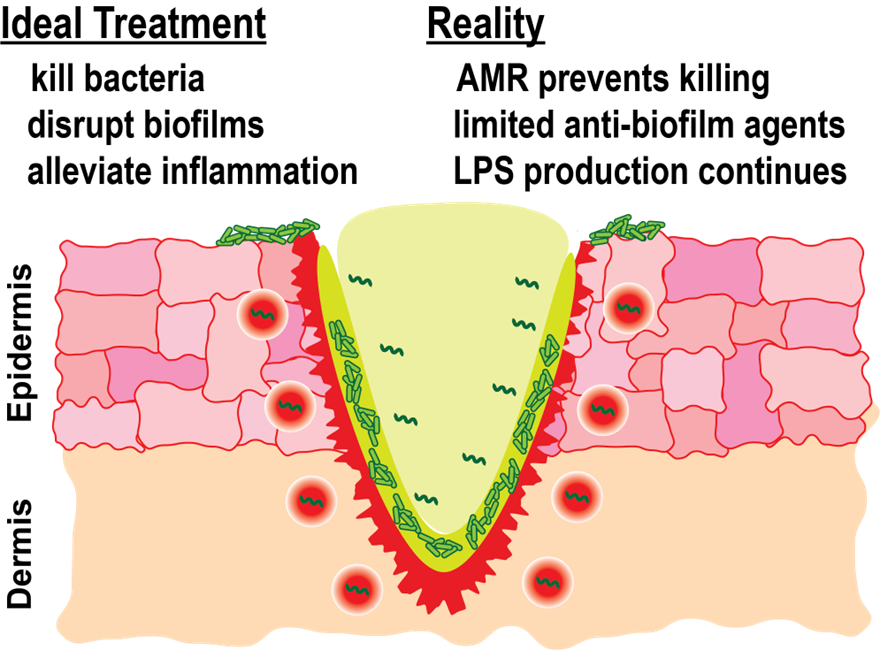 Ideal Treatment
kill bacteria
disrupt biofilms
alleviate inflammation
Reality
AMR prevents killing
limited anti-biofilm agents
LPS production continues
Epidermis
Dermis